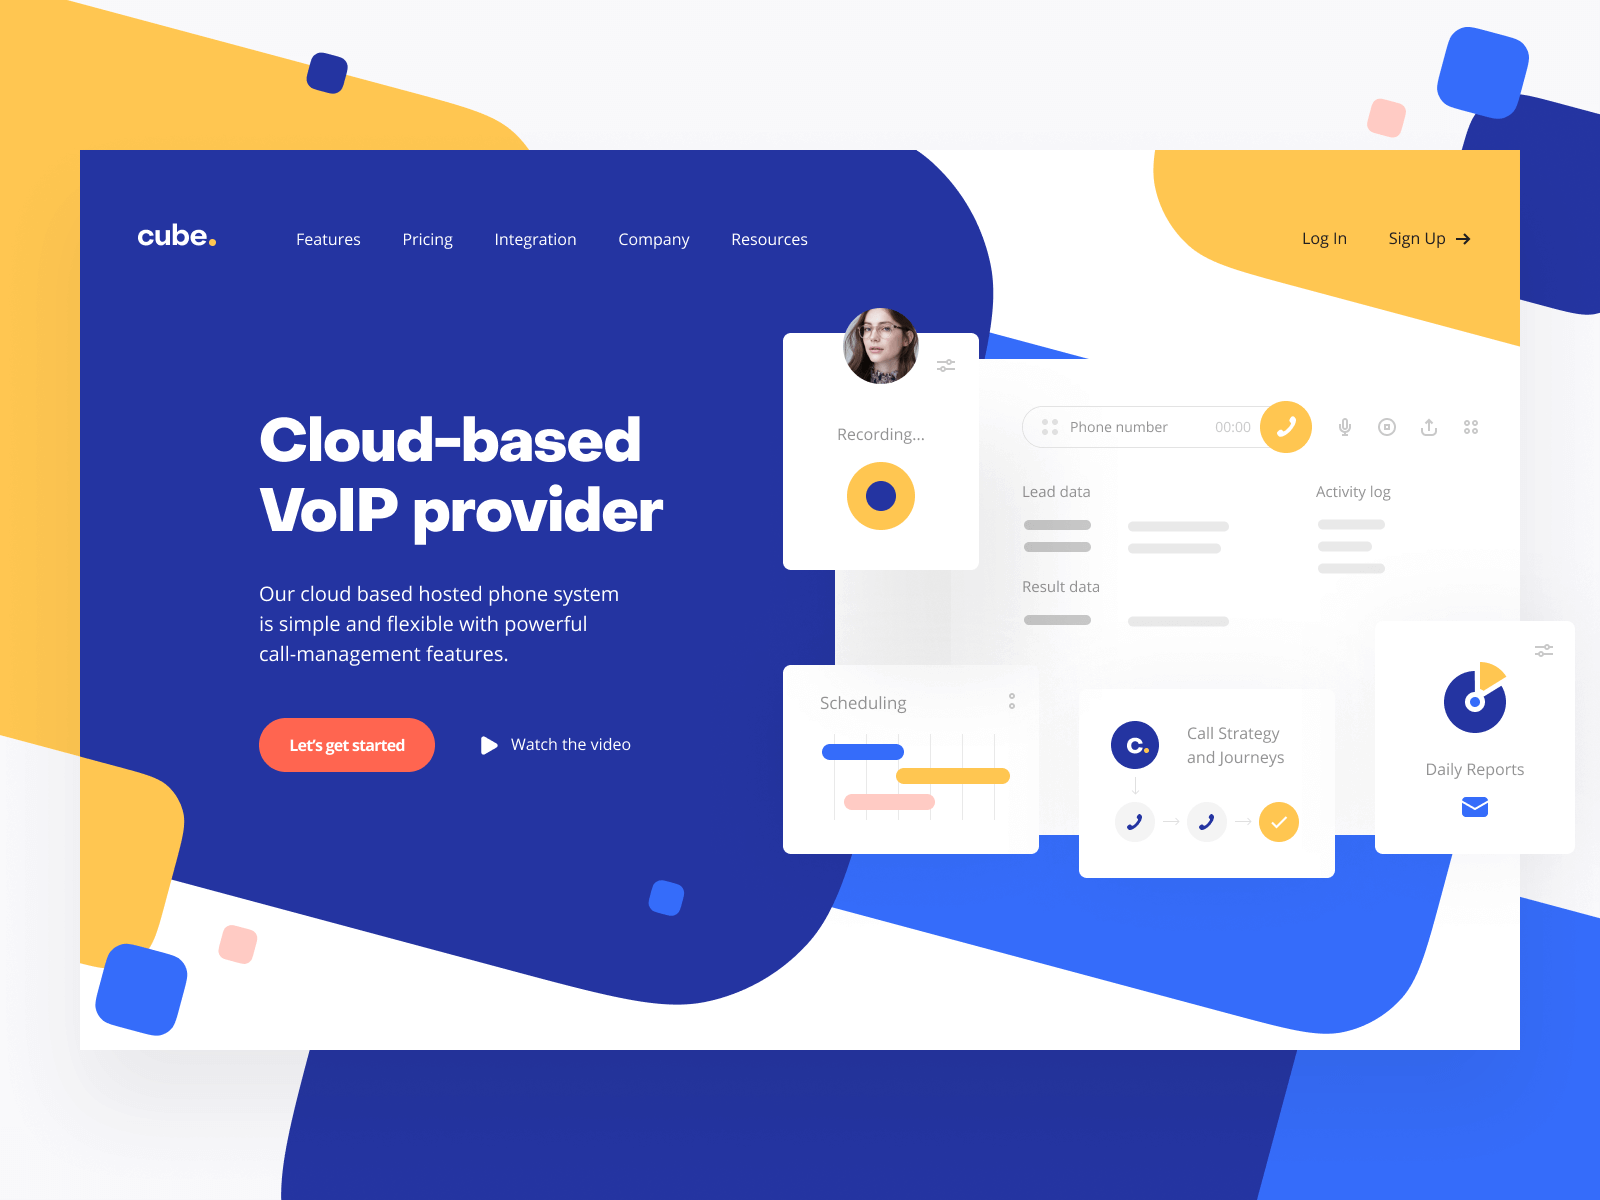 cube.
Features
Pricing
Integration
Company
Resources
Log In
Sign Up
Cloud-based
VoIP provider
Our cloud based hosted phone system
is simple and flexible with powerful
call-management features.
Let's get started
Watch the video
Recording...
Phone number
00:00
Lead data
Activity log
Result data
Scheduling
c.
Call Strategy
and Journeys
Daily Reports